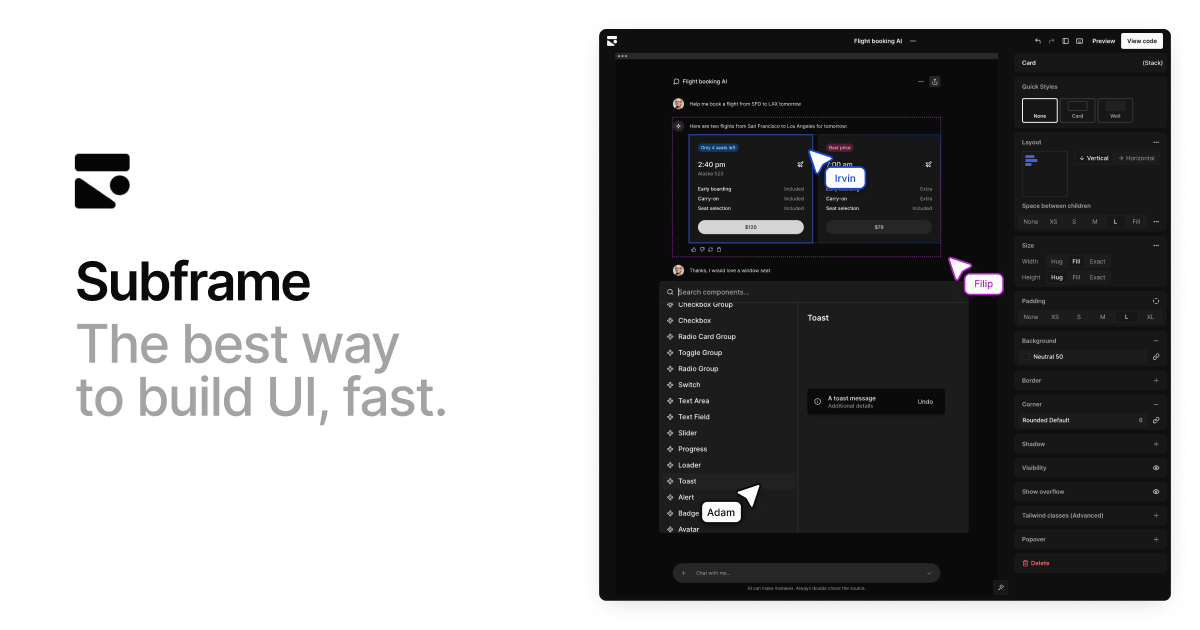 Subframe
The best way
to build UI, fast.
Flight booking AI
Preview
View code
Flight booking AI
Help me book a flight from SFO to LAX tomorrow
Here are two flights from San Francisco to Los Angeles for tomorrow:
Only 4 seats left
2:40 pm
Alaska 523
Early boarding Included
Carry-on Included
Seat selection Included
$120
Best price
:00 am
Early boarding Extra
Carry-on Extra
Seat selection Included
$79
Irvin
Filip
Thanks, I would love a window seat
Search components...
Checkbox Group
Checkbox
Radio Card Group
Toggle Group
Radio Group
Switch
Text Area
Text Field
Slider
Progress
Loader
Toast
Alert
Badge
Avatar
Adam
Toast
A toast message
Additional details
Undo
Chat with me...
AI can make mistakes. Always double check the source.
Card (Stack)
Quick Styles
None Card Well
Layout
Vertical Horizontal
Space between children
None XS S M L Fill
Size
Width Hug Fill Exact
Height Hug Fill Exact
Padding
None XS S M L XL
Background
Neutral 50
Border
Corner
Rounded Default 0
Shadow
Visibility
Show overflow
Tailwind classes (Advanced)
Popover
Delete